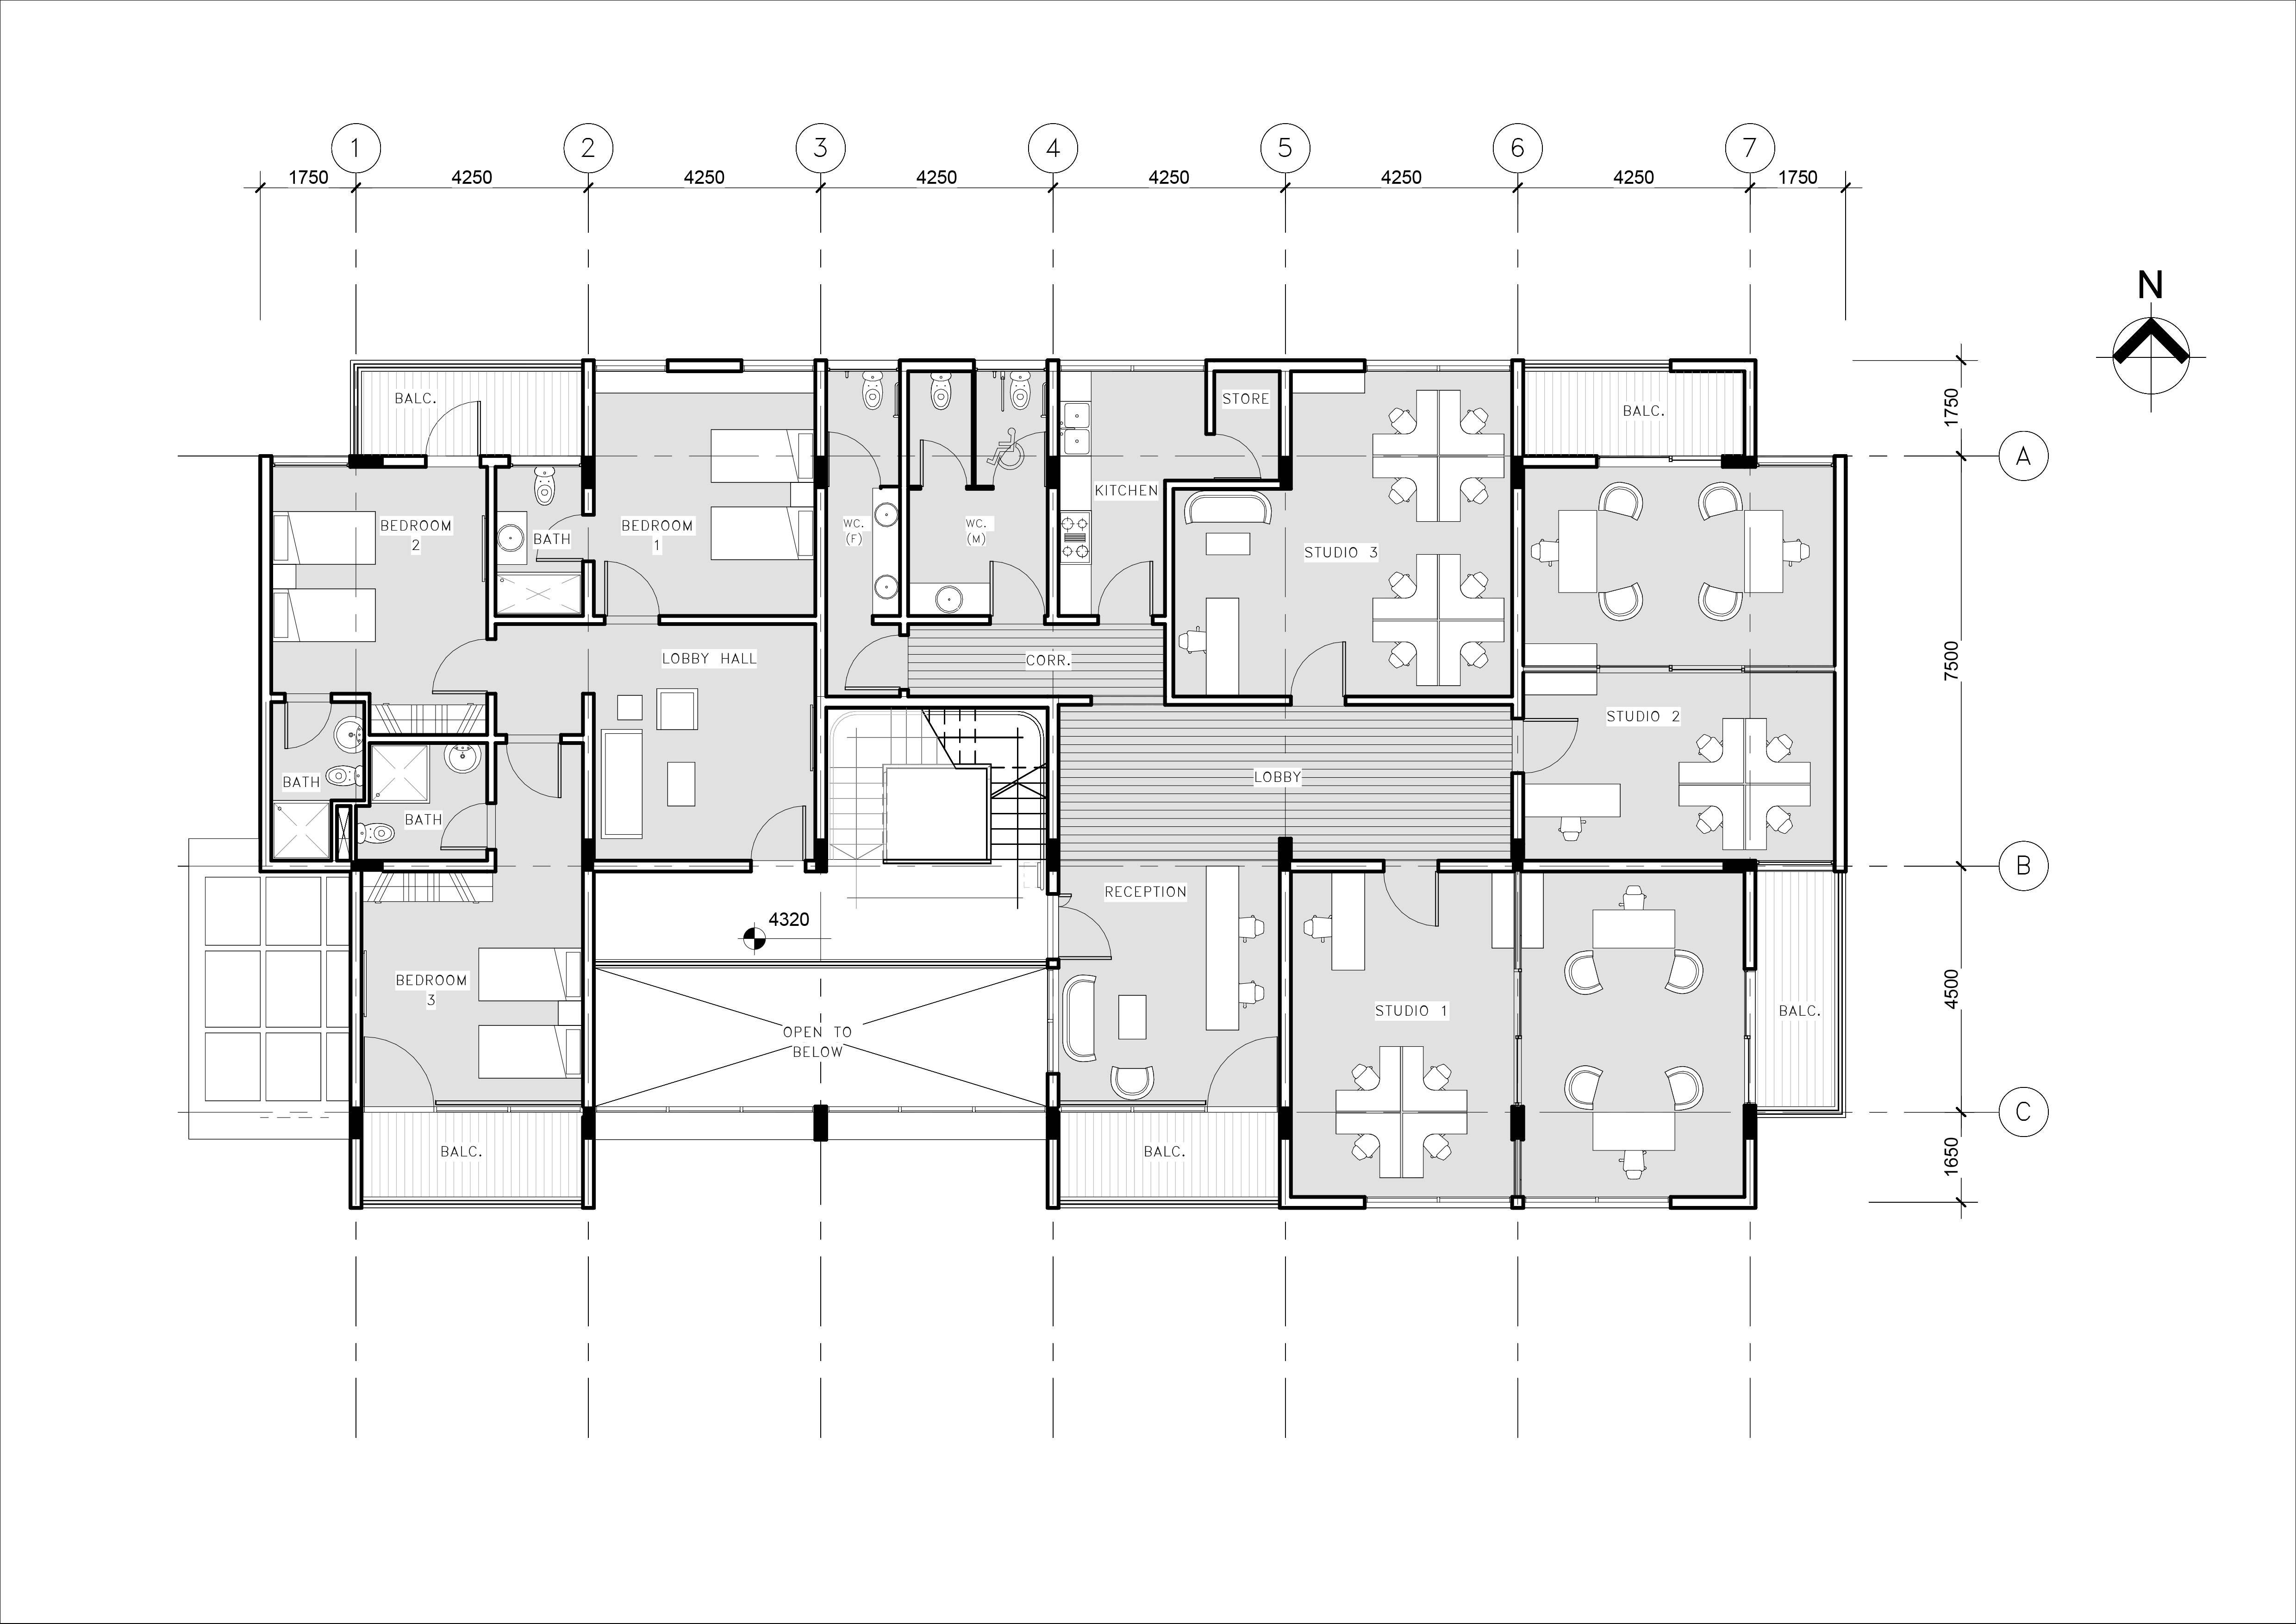 1 2 3 4 5 6 7
1750 4250 4250 4250 4250 4250 4250 1750
N
BALC.
STORE
BALC.
1750
A
KITCHEN
BEDROOM
2
BATH
BEDROOM
1
WC.
(F)
WC.
(M)
STUDIO 3
LOBBY HALL
CORR.
7500
STUDIO 2
BATH
LOBBY
BATH
B
RECEPTION
4320
BEDROOM
3
STUDIO 1
BALC.
4500
OPEN TO
BELOW
C
BALC.
BALC.
1650